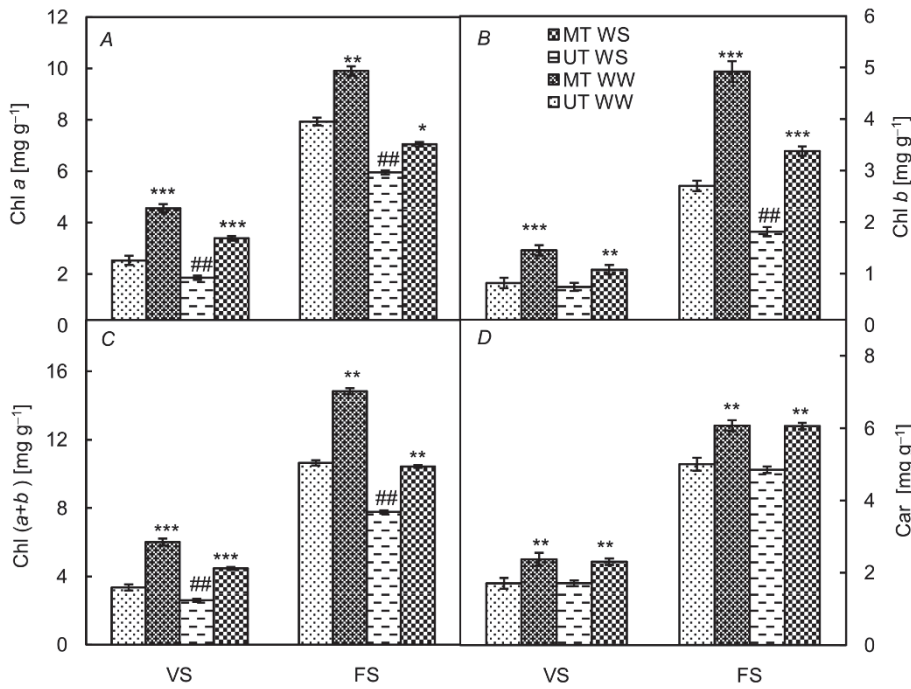 12
10
8
6
4
2
0
Chl a [mg g⁻¹]
A
***
##
***
**
##
*
B
MT WS
UT WS
MT WW
UT WW
***
**
***
##
***
6
5
4
3
2
1
0
Chl b [mg g⁻¹]
16
12
8
4
0
Chl (a+b ) [mg g⁻¹]
C
***
##
***
**
##
**
VS
FS
D
**
**
**
**
VS
FS
8
6
4
2
0
Car [mg g⁻¹]